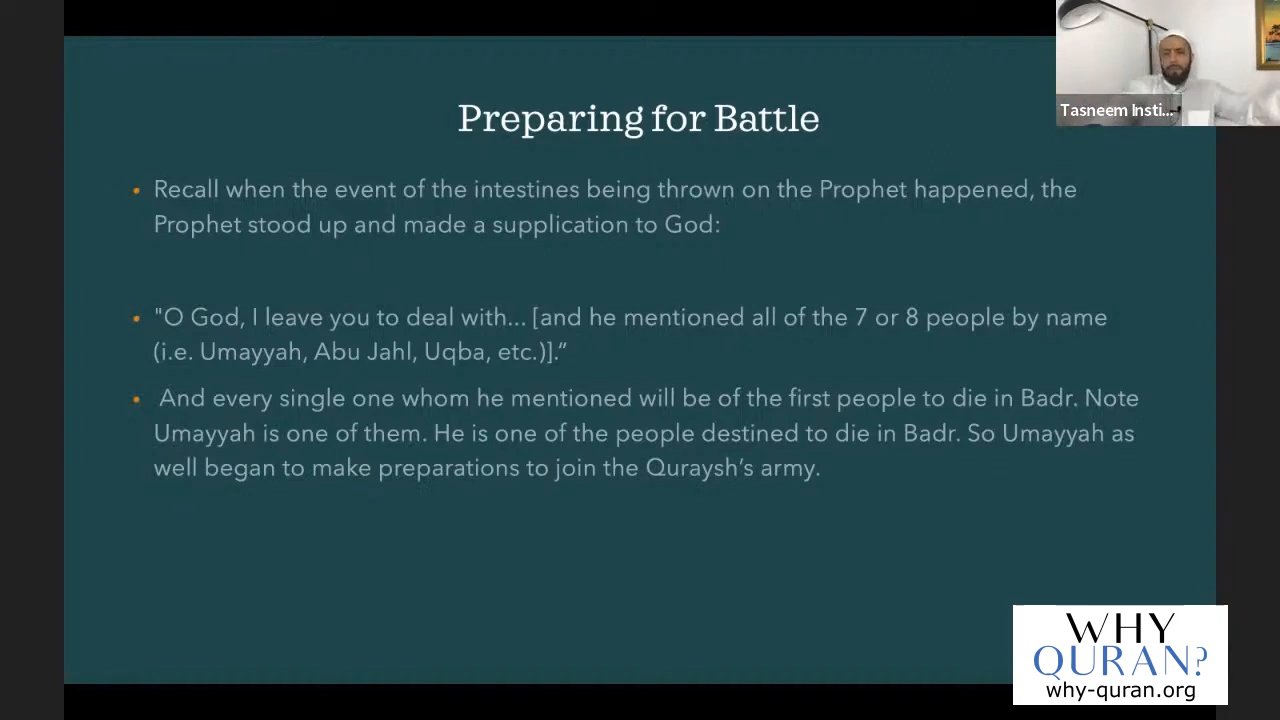 Tasneem Insti...
Preparing for Battle
• Recall when the event of the intestines being thrown on the Prophet happened, the
Prophet stood up and made a supplication to God:
• "O God, I leave you to deal with... [and he mentioned all of the 7 or 8 people by name
(i.e. Umayyah, Abu Jahl, Uqba, etc.)].”
• And every single one whom he mentioned will be of the first people to die in Badr. Note
Umayyah is one of them. He is one of the people destined to die in Badr. So Umayyah as
well began to make preparations to join the Quraysh’s army.
WHY
QURAN?
why-quran.org